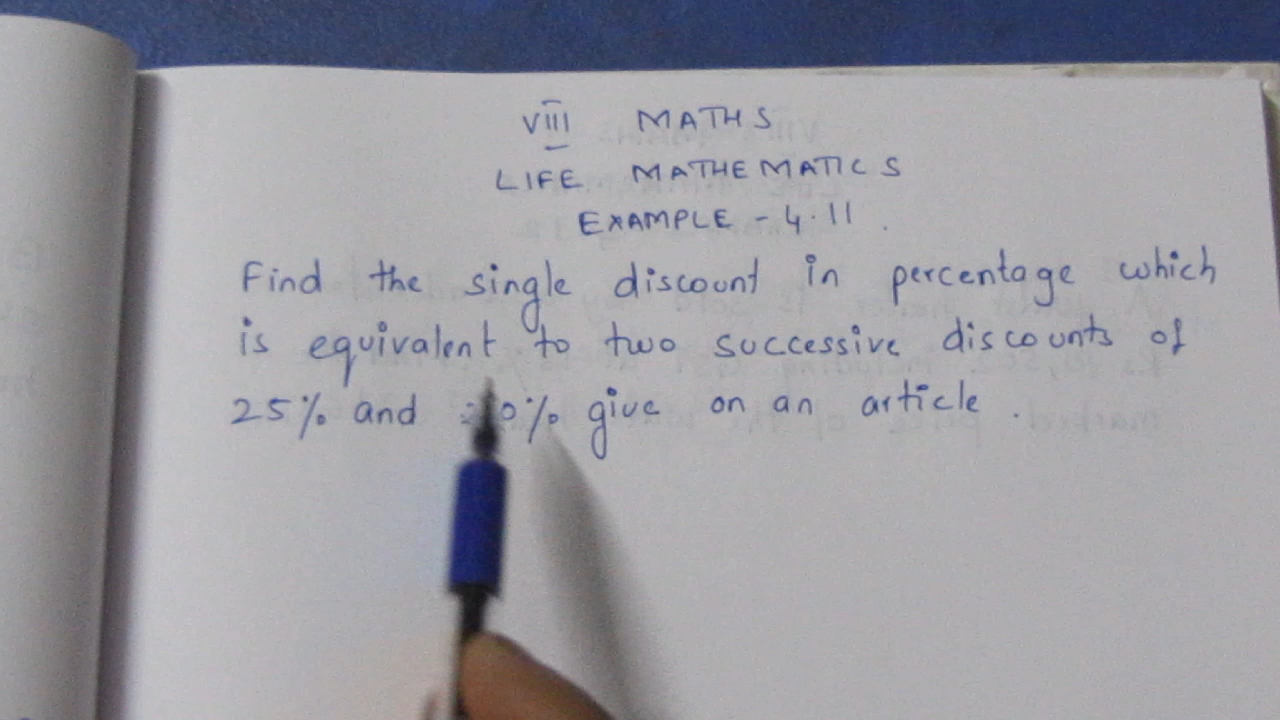 VIII MATHS
LIFE MATHEMATICS
EXAMPLE - 4.11.
Find the single discount in percentage which
is equivalent to two successive discounts of
25% and give on an article.